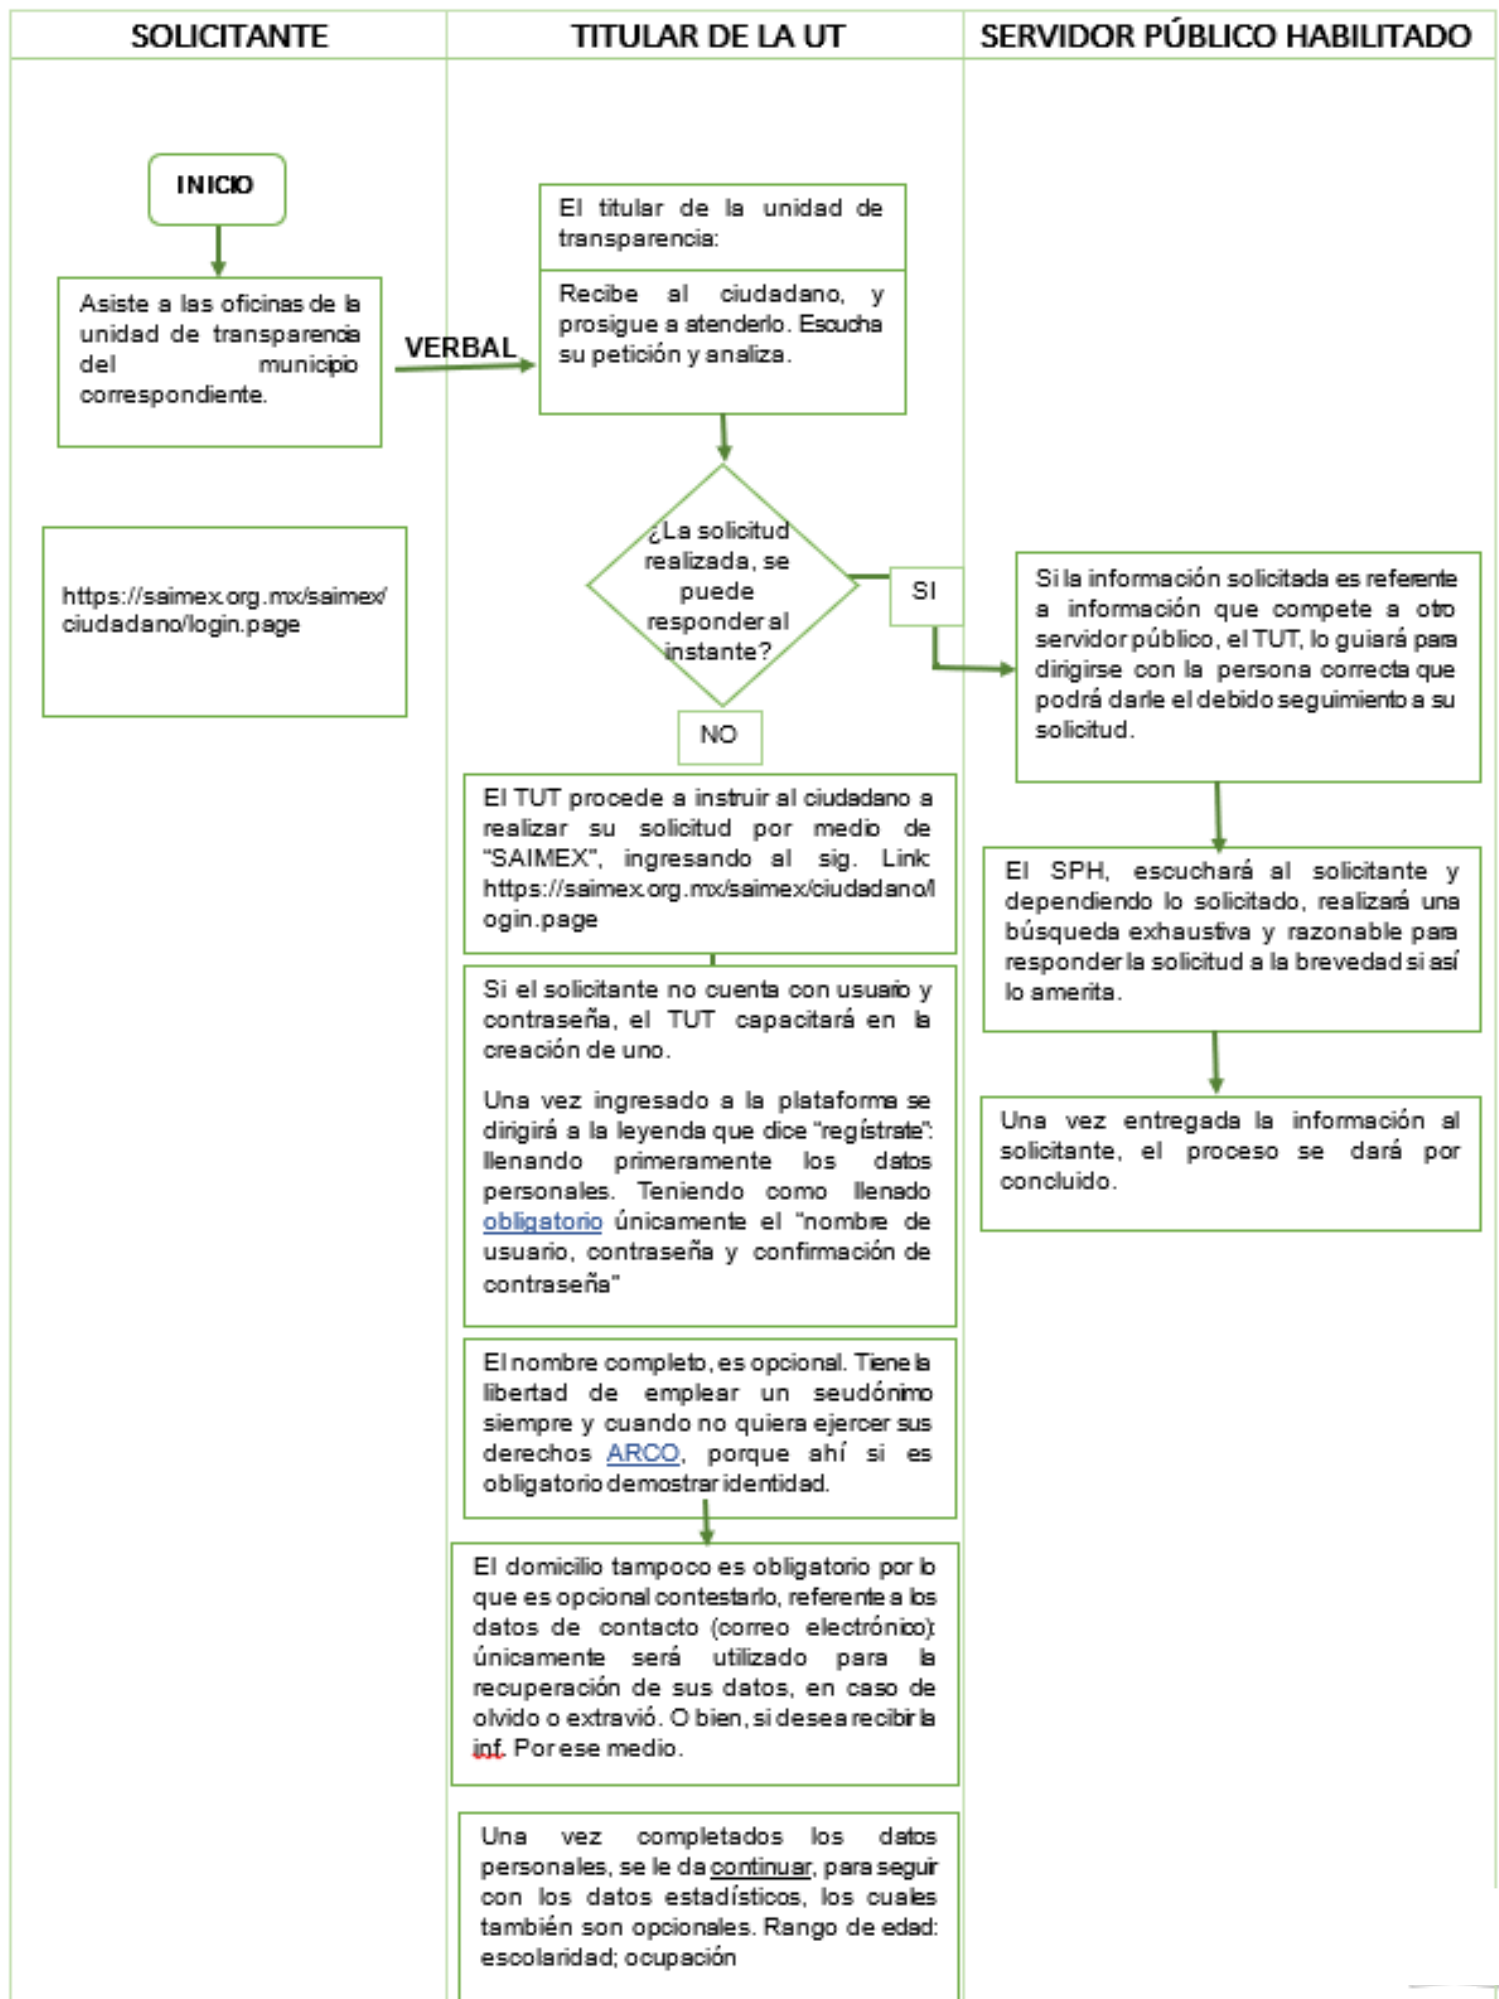 SOLICITANTE
TITULAR DE LA UT
SERVIDOR PÚBLICO HABILITADO
INICIO
Asiste a las oficinas de la
unidad de transparencia
del municipio
correspondiente.
VERBAL
https://saimex.org.mx/saimex/
ciudadano/login.page
El titular de la unidad de
transparencia:
Recibe al ciudadano, y
prosigue a atenderlo. Escucha
su petición y analiza.
¿La solicitud
realizada, se
puede
responder al
instante?
SI
NO
El TUT procede a instruir al ciudadano a
realizar su solicitud por medio de
“SAIMEX”, ingresando al sig. Link:
https://saimex.org.mx/saimex/ciudadano/l
ogin.page
Si el solicitante no cuenta con usuario y
contraseña, el TUT capacitará en la
creación de uno.
Una vez ingresado a la plataforma se
dirigirá a la leyenda que dice “regístrate”:
llenando primeramente los datos
personales. Teniendo como llenado
obligatorio únicamente el “nombre de
usuario, contraseña y confirmación de
contraseña”
El nombre completo, es opcional. Tiene la
libertad de emplear un seudónimo
siempre y cuando no quiera ejercer sus
derechos ARCO, porque ahí si es
obligatorio demostrar identidad.
El domicilio tampoco es obligatorio por lo
que es opcional contestarlo, referente a los
datos de contacto (correo electrónico):
únicamente será utilizado para la
recuperación de sus datos, en caso de
olvido o extravió. O bien, si desea recibir la
inf. Por ese medio.
Una vez completados los datos
personales, se le da continuar, para seguir
con los datos estadísticos, los cuales
también son opcionales. Rango de edad:
escolaridad; ocupación
Si la información solicitada es referente
a información que compete a otro
servidor público, el TUT, lo guiará para
dirigirse con la persona correcta que
podrá darle el debido seguimiento a su
solicitud.
El SPH, escuchará al solicitante y
dependiendo lo solicitado, realizará una
búsqueda exhaustiva y razonable para
responder la solicitud a la brevedad si así
lo amerita.
Una vez entregada la información al
solicitante, el proceso se dará por
concluido.